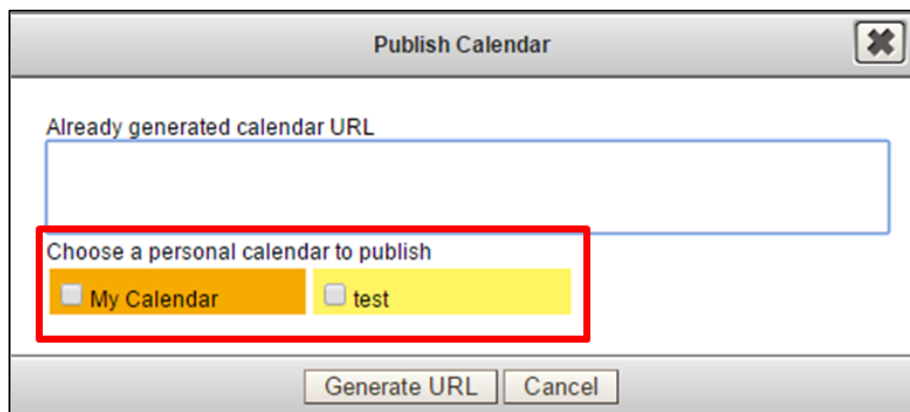 Publish Calendar
Already generated calendar URL
Choose a personal calendar to publish
My Calendar test
Generate URL Cancel